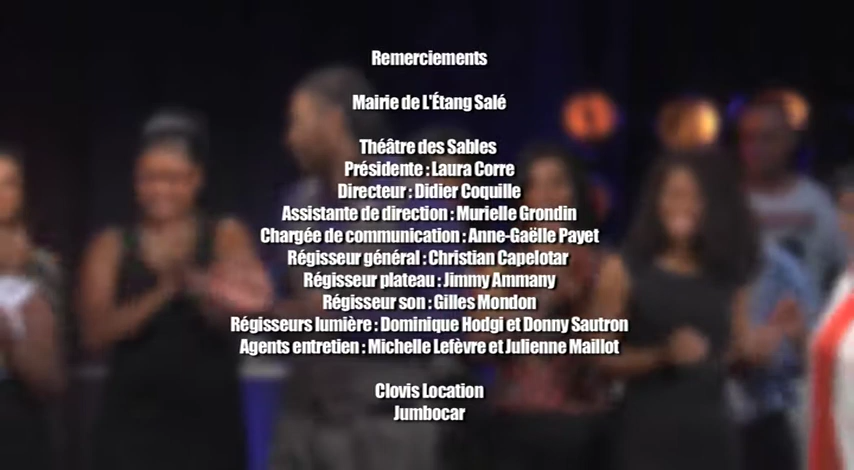 Remerciements
Mairie de L'Étang Salé
Théâtre des Sables
Présidente : Laura Corre
Directeur : Didier Coquille
Assistante de direction : Murielle Grondin
Chargée de communication : Anne-Gaëlle Payet
Régisseur général : Christian Capelotar
Régisseur plateau : Jimmy Ammany
Régisseur son : Gilles Mondon
Régisseurs lumière : Dominique Hodgi et Donny Sautron
Agents entretien : Michelle Lefèvre et Julienne Maillot
Clovis Location
Jumbocar